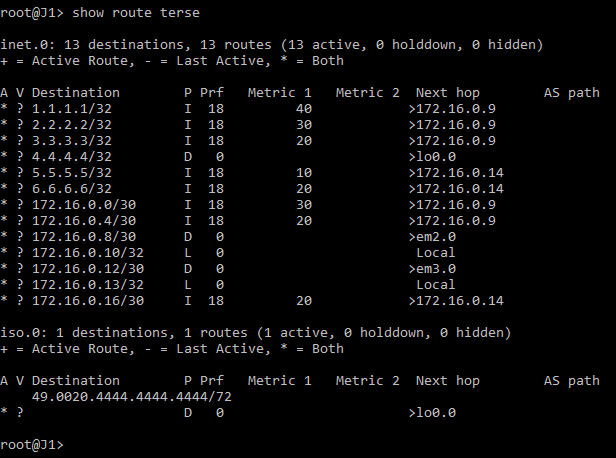 root@J1> show route terse
inet.0: 13 destinations, 13 routes (13 active, 0 holddown, 0 hidden)
+ = Active Route, - = Last Active, * = Both
A V Destination        P Prf   Metric 1   Metric 2  Next hop        AS path
* ? 1.1.1.1/32         I  18         40            >172.16.0.9
* ? 2.2.2.2/32         I  18         30            >172.16.0.9
* ? 3.3.3.3/32         I  18         20            >172.16.0.9
* ? 4.4.4.4/32         D   0                       >lo0.0
* ? 5.5.5.5/32         I  18         10            >172.16.0.14
* ? 6.6.6.6/32         I  18         20            >172.16.0.14
* ? 172.16.0.0/30      I  18         30            >172.16.0.9
* ? 172.16.0.4/30      I  18         20            >172.16.0.9
* ? 172.16.0.8/30      D   0                       >em2.0
* ? 172.16.0.10/32     L   0                        Local
* ? 172.16.0.12/30     D   0                       >em3.0
* ? 172.16.0.13/32     L   0                        Local
* ? 172.16.0.16/30     I  18         20            >172.16.0.14
iso.0: 1 destinations, 1 routes (1 active, 0 holddown, 0 hidden)
+ = Active Route, - = Last Active, * = Both
A V Destination        P Prf   Metric 1   Metric 2  Next hop        AS path
    49.0020.4444.4444.4444/72
* ?                    D   0                       >lo0.0
root@J1>